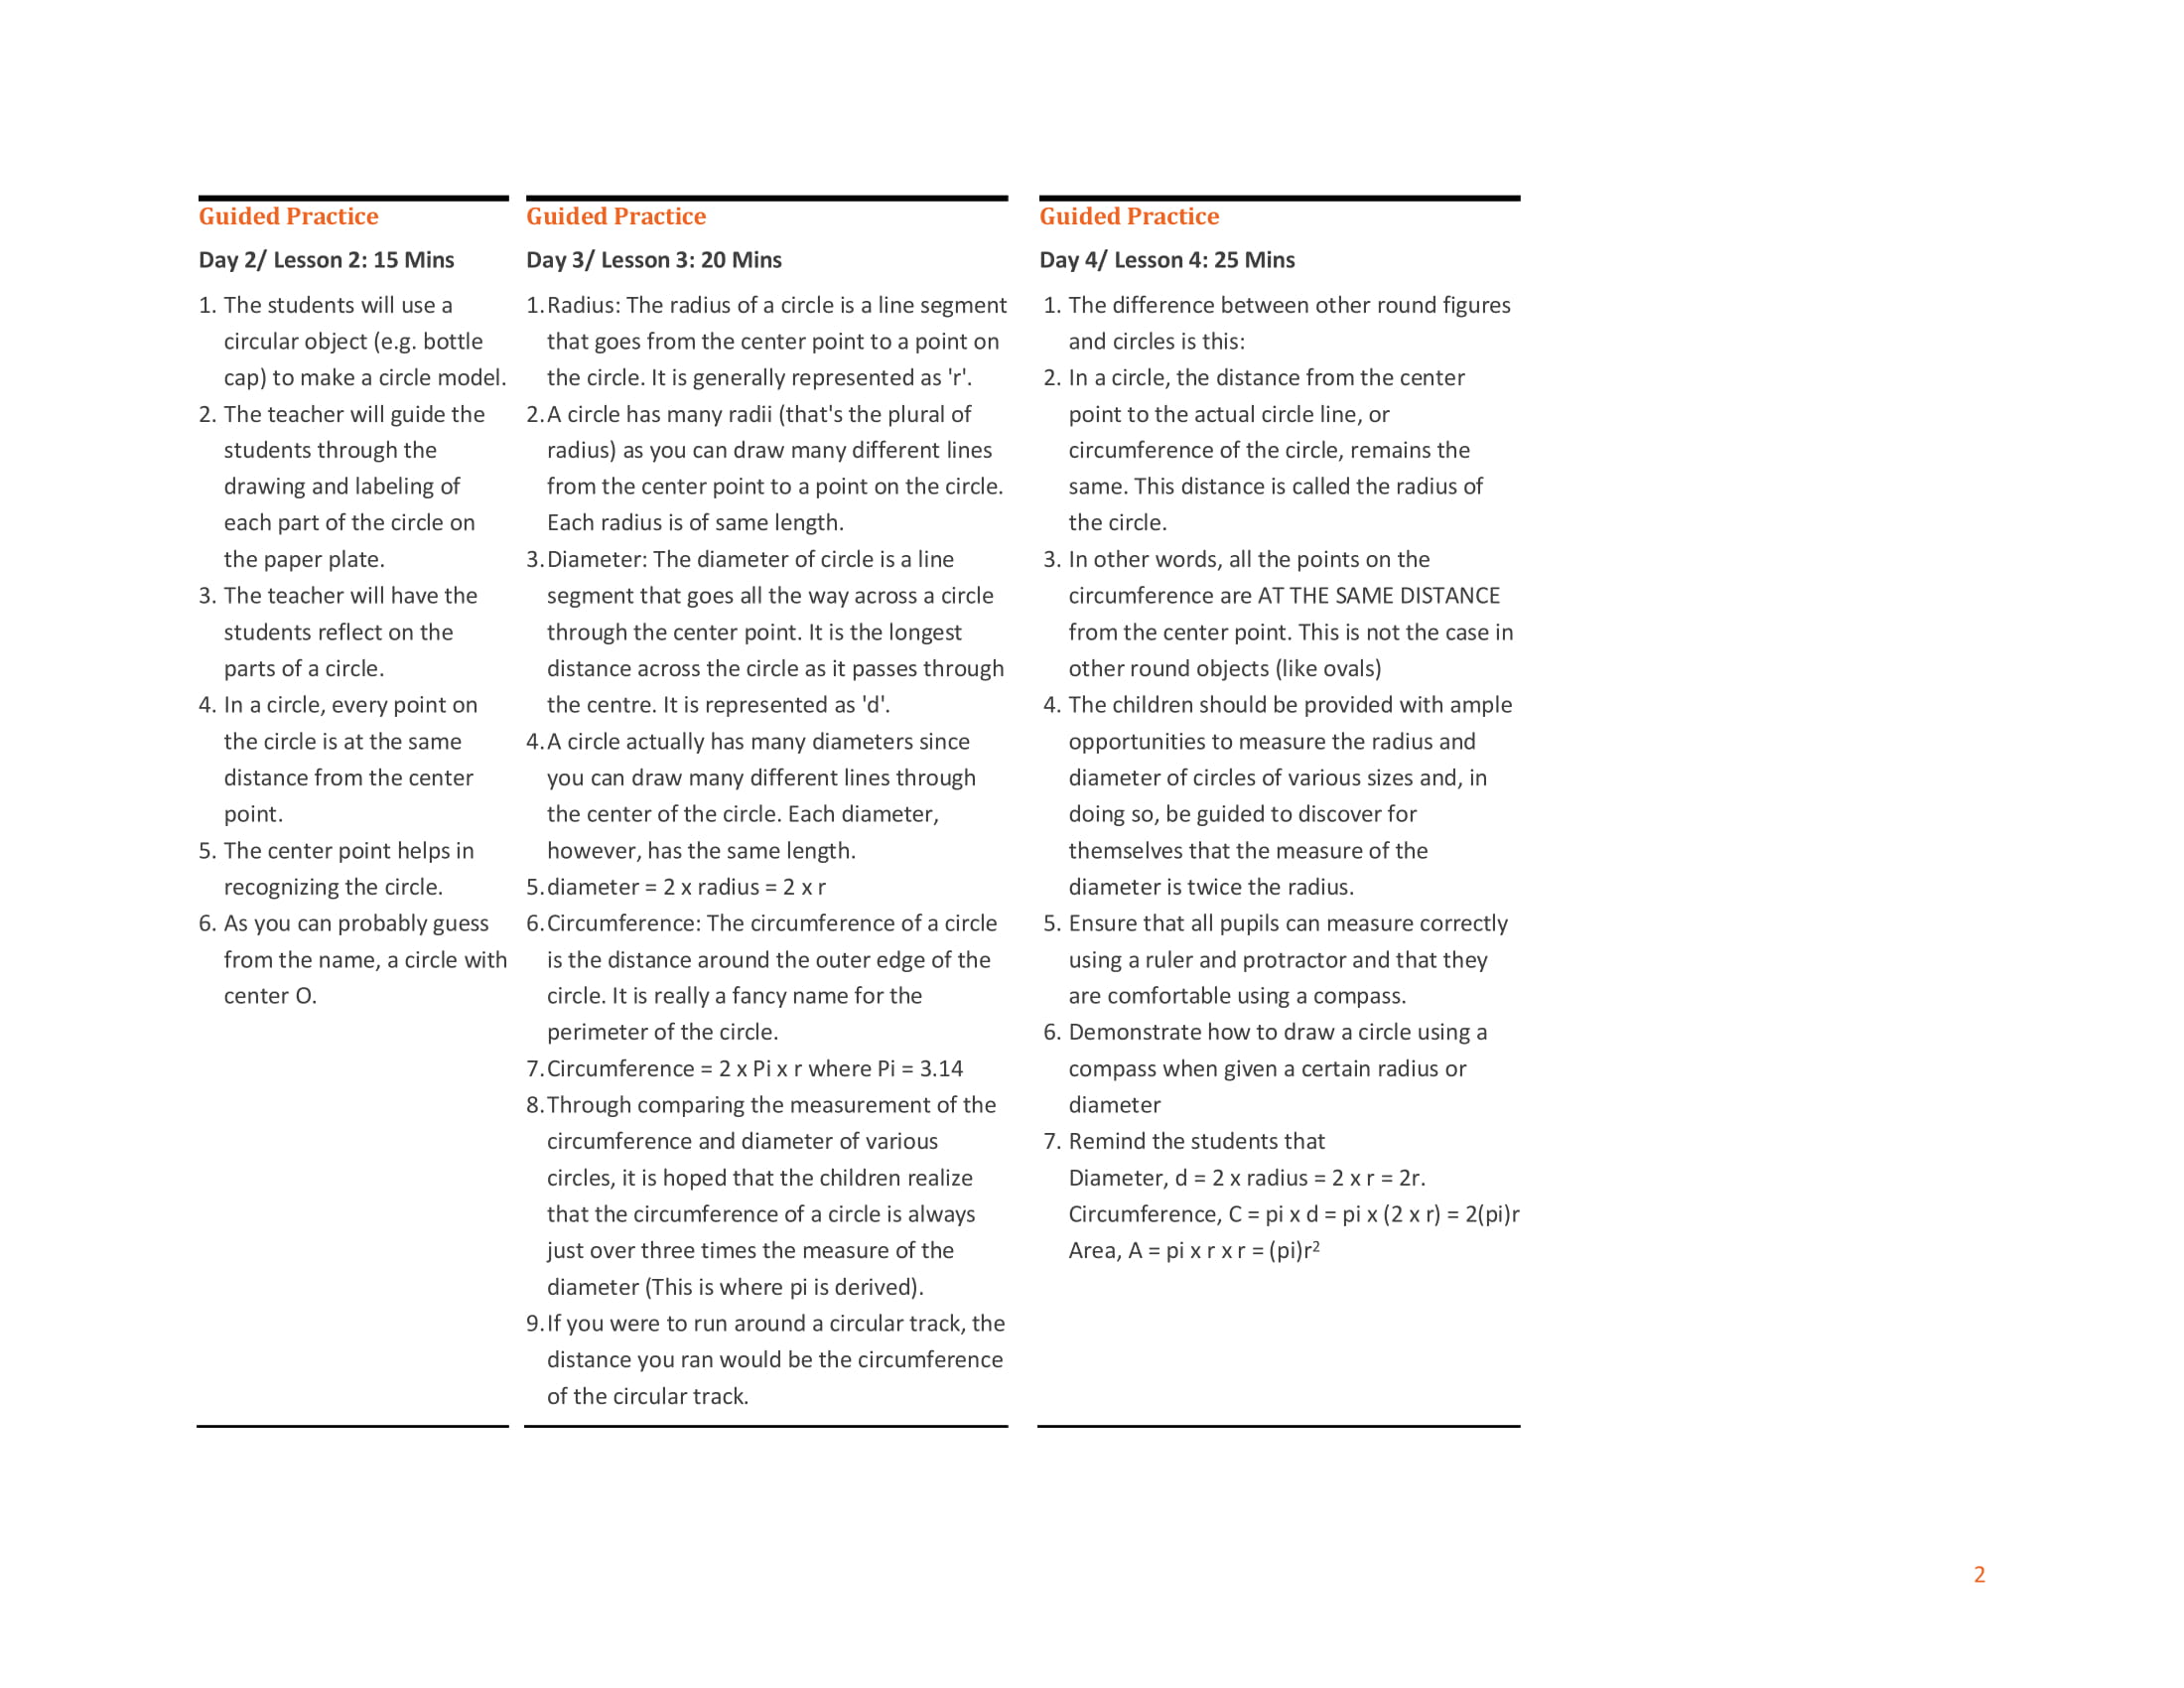 Guided Practice
Day 2/ Lesson 2: 15 Mins
1. The students will use a
circular object (e.g. bottle
cap) to make a circle model.
2. The teacher will guide the
students through the
drawing and labeling of
each part of the circle on
the paper plate.
3. The teacher will have the
students reflect on the
parts of a circle.
4. In a circle, every point on
the circle is at the same
distance from the center
point.
5. The center point helps in
recognizing the circle.
6. As you can probably guess
from the name, a circle with
center O.
Guided Practice
Day 3/ Lesson 3: 20 Mins
1. Radius: The radius of a circle is a line segment
that goes from the center point to a point on
the circle. It is generally represented as 'r'.
2. A circle has many radii (that's the plural of
radius) as you can draw many different lines
from the center point to a point on the circle.
Each radius is of same length.
3. Diameter: The diameter of circle is a line
segment that goes all the way across a circle
through the center point. It is the longest
distance across the circle as it passes through
the centre. It is represented as 'd'.
4. A circle actually has many diameters since
you can draw many different lines through
the center of the circle. Each diameter,
however, has the same length.
5. diameter = 2 x radius = 2 x r
6. Circumference: The circumference of a circle
is the distance around the outer edge of the
circle. It is really a fancy name for the
perimeter of the circle.
7. Circumference = 2 x Pi x r where Pi = 3.14
8. Through comparing the measurement of the
circumference and diameter of various
circles, it is hoped that the children realize
that the circumference of a circle is always
just over three times the measure of the
diameter (This is where pi is derived).
9. If you were to run around a circular track, the
distance you ran would be the circumference
of the circular track.
Guided Practice
Day 4/ Lesson 4: 25 Mins
1. The difference between other round figures
and circles is this:
2. In a circle, the distance from the center
point to the actual circle line, or
circumference of the circle, remains the
same. This distance is called the radius of
the circle.
3. In other words, all the points on the
circumference are AT THE SAME DISTANCE
from the center point. This is not the case in
other round objects (like ovals)
4. The children should be provided with ample
opportunities to measure the radius and
diameter of circles of various sizes and, in
doing so, be guided to discover for
themselves that the measure of the
diameter is twice the radius.
5. Ensure that all pupils can measure correctly
using a ruler and protractor and that they
are comfortable using a compass.
6. Demonstrate how to draw a circle using a
compass when given a certain radius or
diameter
7. Remind the students that
Diameter, d = 2 x radius = 2 x r = 2r.
Circumference, C = pi x d = pi x (2 x r) = 2(pi)r
Area, A = pi x r x r = (pi)r²
2